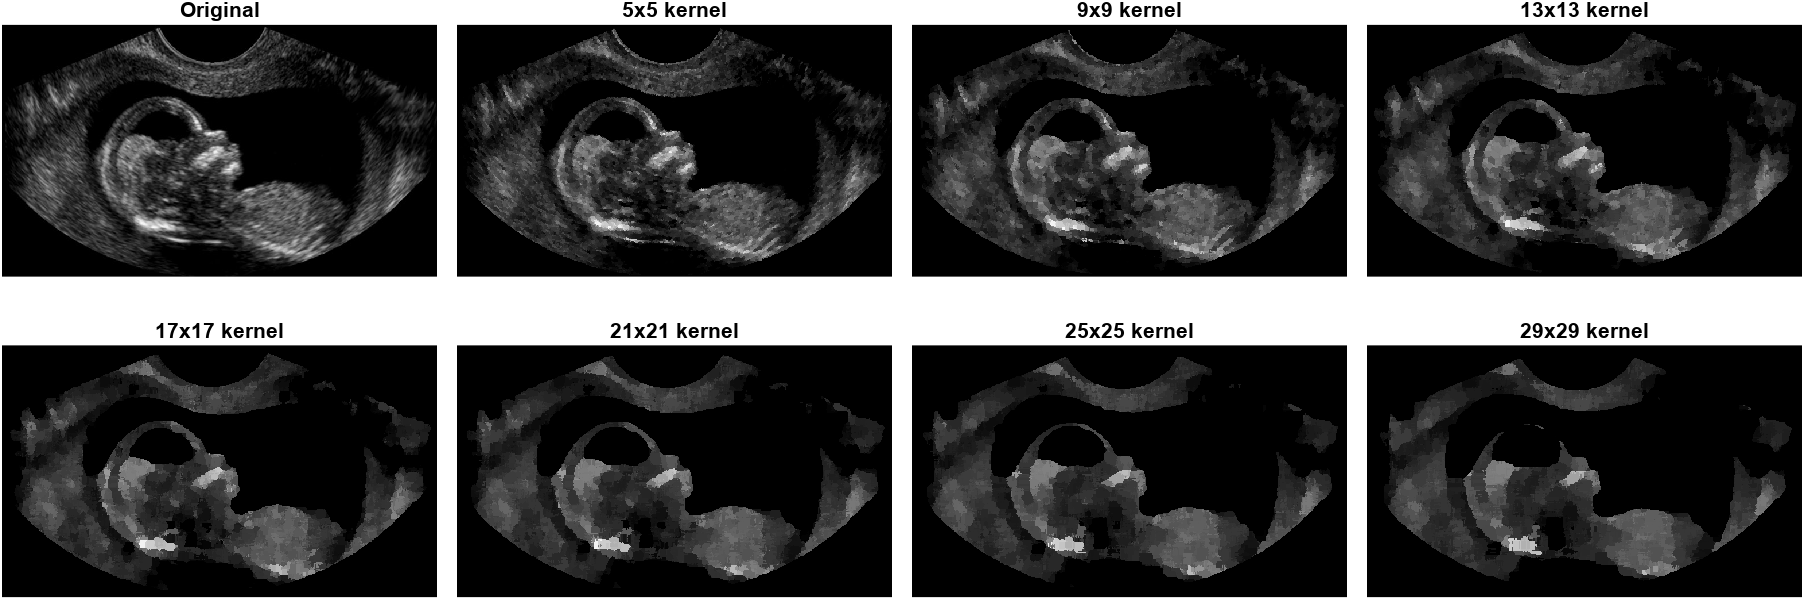 Original
5x5 kernel
9x9 kernel
13x13 kernel
17x17 kernel
21x21 kernel
25x25 kernel
29x29 kernel